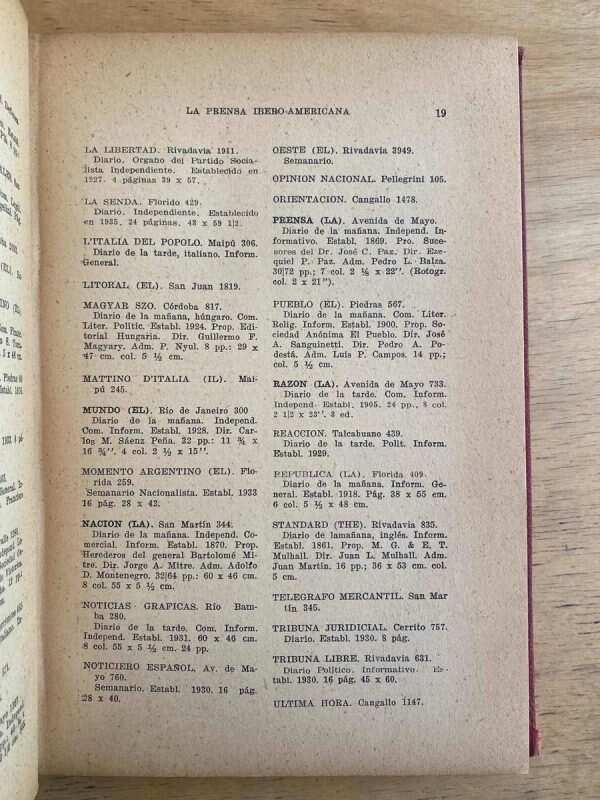 LA PRENSA IBERO-AMERICANA 19
LA LIBERTAD. Rivadavia 1911.
Diario. Organo del Partido Socia-
lista Independiente. Establecido en
1927. 4 páginas 39 x 57.
LA SENDA. Florido 429.
Diario. Independiente. Establecido
en 1935. 24 páginas. 43 x 59 1|2.
L'ITALIA DEL POPOLO. Maipú 306.
Diario de la tarde, italiano. Inform.
General.
LITORAL (EL). San Juan 1819.
MAGYAR SZO. Córdoba 817.
Diario de la mañana, húngaro. Com.
Liter. Polític. Establ. 1924. Prop. Edi-
torial Hungaria. Dir. Guillermo F.
Magyary. Adm. P. Nyul. 8 pp.: 29 x
47 cm. col. 5 ½ cm.
MATTINO D'ITALIA (IL). Mai-
pú 245.
MUNDO (EL). Río de Janeiro 300
Diario de la mañana. Independ.
Com. Inform. Establ. 1928. Dir. Car-
los M. Sáenz Peña. 32 pp.: 11 ¾ x
16 ¾". 4 col. 2 ½ x 15".
MOMENTO ARGENTINO (EL). Flo-
rida 259.
Semanario Nacionalista. Establ. 1933
16 pág. 28 x 42.
NACION (LA). San Martín 344.
Diario de la mañana. Independ. Co-
mercial. Inform. Establ. 1870. Prop.
Herederos del general Bartolomé Mi-
tre. Dir. Jorge A. Mitre. Adm. Adolfo
D. Montenegro. 32|64 pp.: 60 x 46 cm.
8 col. 55 x 5 ½ cm.
NOTICIAS GRAFICAS. Río Bam-
ba 280.
Diario de la tarde. Com. Inform.
Independ. Establ. 1931. 60 x 46 cm.
8 col. 55 x 5 ½ cm. 24 pp.
NOTICIERO ESPAÑOL, Av. de Ma-
yo 760.
Semanario. Establ. 1930. 16 pág.
28 x 40.
OESTE (EL). Rivadavia 3949.
Semanario.
OPINION NACIONAL. Pellegrini 105.
ORIENTACION. Cangallo 1478.
PRENSA (LA). Avenida de Mayo.
Diario de la mañana. Independ. In-
formativo. Establ. 1869. Pro. Suce-
sores del Dr. José C. Paz. Dir. Eze-
quiel P. Paz. Adm. Pedro L. Balza.
30|72 pp.; 7 col. 2 ⅛ x 22". (Rotogr.
col. 2 x 21").
PUEBLO (EL). Piedras 567.
Diario de la mañana. Com. Liter.
Relig. Inform. Establ. 1900. Prop. So-
ciedad Anónima El Pueblo. Dir. José
A. Sanguinetti. Dir. Pedro A. Po-
destá. Adm. Luis P. Campos. 14 pp.;
col. 5 ½ cm.
RAZON (LA). Avenida de Mayo 733.
Diario de la tarde. Com. Inform.
Independ Establ. 1905. 24 pp., 8 col.
2 1|2 x 23". 3 ed.
REACCION. Talcahuano 439.
Diario de la tarde. Polit. Inform.
Establ. 1929.
REPUBLICA (LA). Florida 409.
Diario de la mañana. Inform. Ge-
neral. Establ. 1918. Pág. 38 x 55 cm.
6 col. 5 ½ x 48 cm.
STANDARD (THE). Rivadavia 835.
Diario de lamañana, inglés. Inform.
Establ. 1861. Prop. M. G. & E. T.
Mulhall. Dir. Juan L. Mulhall. Adm.
Juan Martín. 16 pp.; 36 x 53 cm. col.
5 cm.
TELEGRAFO MERCANTIL. San Mar
tín 345.
TRIBUNA JURIDICIAL. Cerrito 757.
Diario. Establ. 1930. 8 pág.
TRIBUNA LIBRE. Rivadavia 631.
Diario Político. Informativo. Es-
tabl. 1930. 16 pág. 45 x 60.
ULTIMA HORA. Cangallo 1147.